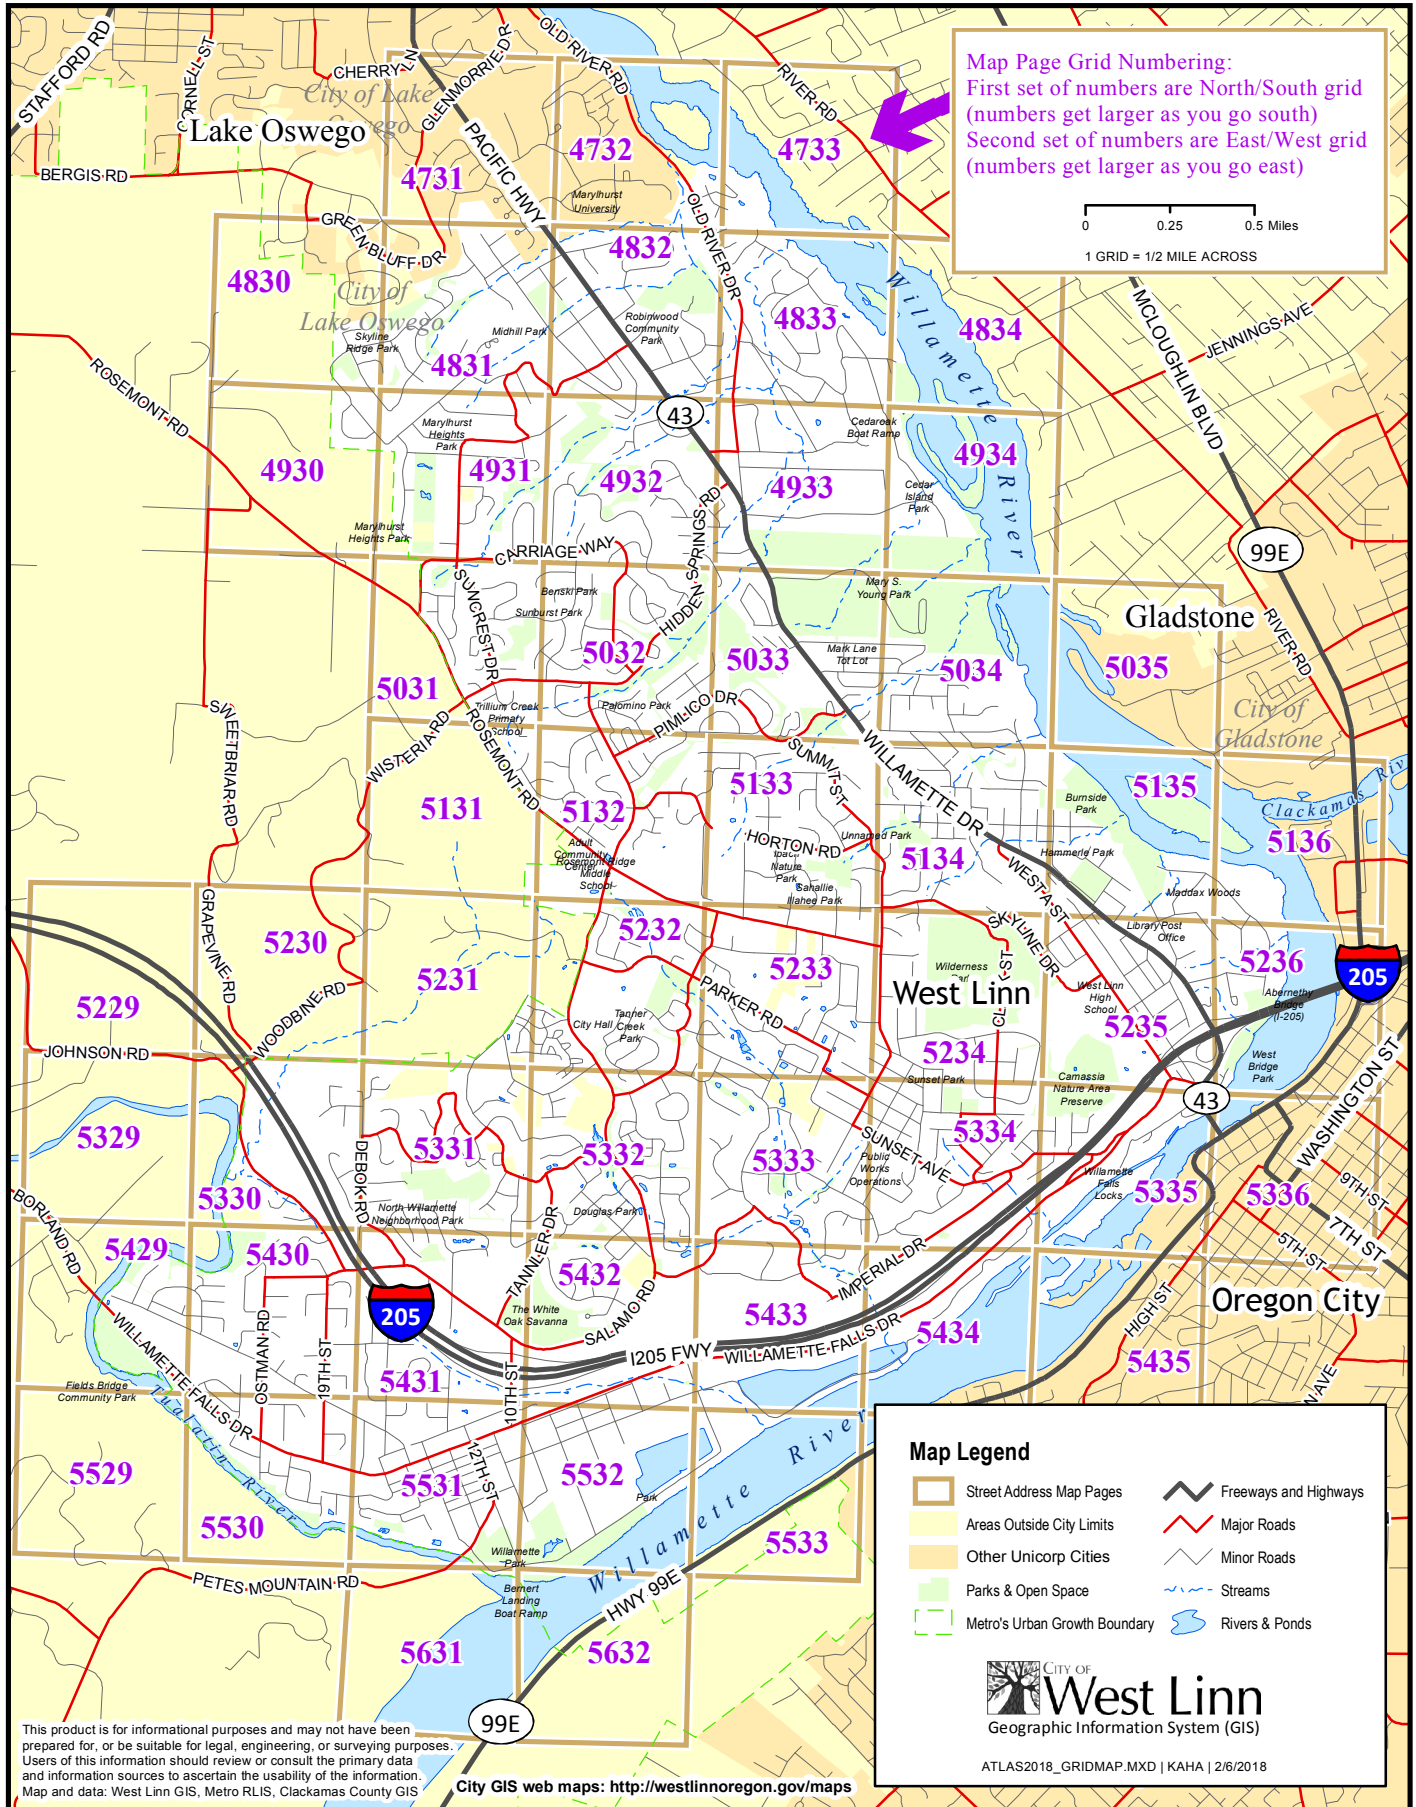 Map Page Grid Numbering:
First set of numbers are North/South grid
(numbers get larger as you go south)
Second set of numbers are East/West grid
(numbers get larger as you go east)
0 0.25 0.5 Miles
1 GRID = 1/2 MILE ACROSS
STAFFORD RD
CORNELL ST
CHERRY LN
GLENMORRIE DR
OLD RIVER RD
RIVER RD
City of Lake
Oswego
Lake Oswego
BERGIS RD
PACIFIC HWY
4731
4732
4733
Marylhurst
University
OLD RIVER DR
GREEN BLUFF DR
4830
4832
City of
Lake Oswego
Skyline
Ridge Park
Midhill Park
Robinwood
Community
Park
4831
4833
4834
Willamette River
MCLOUGHLIN BLVD
JENNINGS AVE
ROSEMONT RD
43
Marylhurst
Heights
Park
Cedaroak
Boat Ramp
4930
4931
4932
4933
4934
Cedar
Island
Park
Marylhurst
Heights Park
CARRIAGE WAY
HIDDEN SPRINGS RD
99E
SUNCREST DR
Benski Park
Sunburst Park
Mary S.
Young Park
Gladstone
RIVER RD
5031
5032
5033
Mark Lane
Tot Lot
5034
5035
SWEETBRIAR RD
WISTERIA RD
Trillium Creek
Primary
School
ROSEMONT RD
Palomino Park
PIMLICO DR
City of
Gladstone
SUMMIT ST
WILLAMETTE DR
5131
5132
5133
5134
5135
5136
Clackamas Riv
Burnside
Park
Adult
Community
Center
Rosemont Ridge
Middle
School
HORTON RD
Unnamed Park
Ibach
Nature
Park
Sahallie
Illahee Park
Hammerle Park
WEST A ST
Maddax Woods
GRAPEVINE RD
5230
5231
5232
5233
SKYLINE DR
Library Post
Office
5236
205
5229
Wilderness
West Linn
PARKER RD
West Linn
High
School
Abernethy
Bridge
(I-205)
JOHNSON RD
WOODBINE RD
City Hall
Tanner
Creek
Park
5234
5235
Sunset Park
Camassia
Nature Area
Preserve
West
Bridge
Park
43
WASHINGTON ST
5329
5330
DEBOK RD
5331
5332
5333
5334
5335
5336
SUNSET AVE
Public
Works
Operations
Willamette
Falls
Locks
9TH ST
7TH ST
5TH ST
BORLAND RD
North Willamette
Neighborhood Park
Douglas Park
TANNLER DR
5429
5430
5432
5433
5434
5435
IMPERIAL DR
HIGH ST
Oregon City
205
The White
Oak Savanna
SALAMO RD
I205 FWY
WILLAMETTE FALLS DR
WILLAMETTE FALLS DR
OSTMAN RD
19TH ST
5431
10TH ST
N AVE
Fields Bridge
Community Park
Tualatin River
5529
5530
5531
12TH ST
5532
Park
5533
Willamette River
PETES MOUNTAIN RD
Willamette
Park
Bernert
Landing
Boat Ramp
HWY 99E
5631
5632
99E
Map Legend
Street Address Map Pages
Areas Outside City Limits
Other Unicorp Cities
Parks & Open Space
Metro's Urban Growth Boundary
Freeways and Highways
Major Roads
Minor Roads
Streams
Rivers & Ponds
CITY OF
West Linn
Geographic Information System (GIS)
ATLAS2018_GRIDMAP.MXD | KAHA | 2/6/2018
This product is for informational purposes and may not have been
prepared for, or be suitable for legal, engineering, or surveying purposes.
Users of this information should review or consult the primary data
and information sources to ascertain the usability of the information.
Map and data: West Linn GIS, Metro RLIS, Clackamas County GIS
City GIS web maps: http://westlinnoregon.gov/maps